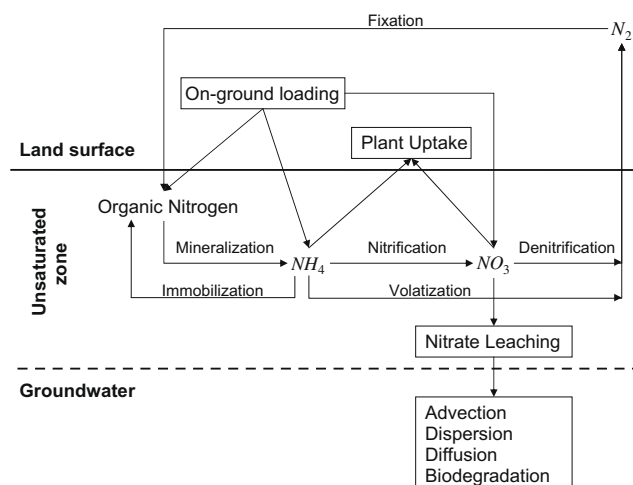 Fixation
N₂
On-ground loading
Land surface
Plant Uptake
Unsaturated
zone
Organic Nitrogen
Mineralization
Nitrification
Denitrification
NH₄
NO₃
Immobilization
Volatization
Nitrate Leaching
Groundwater
Advection
Dispersion
Diffusion
Biodegradation